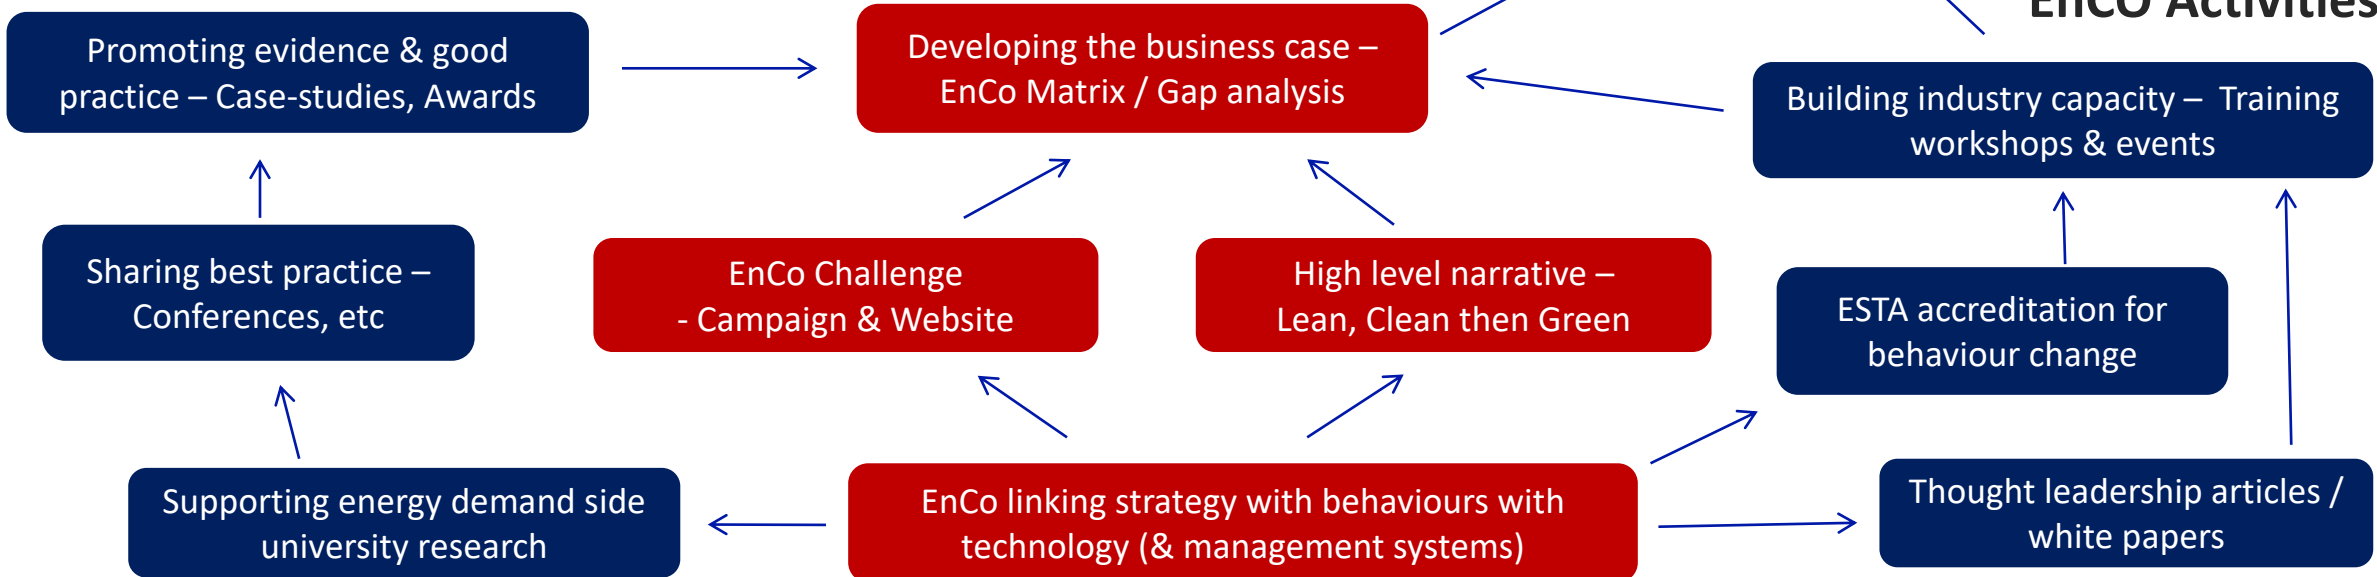 EnCO Activities
Promoting evidence & good
practice – Case-studies, Awards
Developing the business case –
EnCo Matrix / Gap analysis
Building industry capacity – Training
workshops & events
Sharing best practice –
Conferences, etc
EnCo Challenge
- Campaign & Website
High level narrative –
Lean, Clean then Green
ESTA accreditation for
behaviour change
Supporting energy demand side
university research
EnCo linking strategy with behaviours with
technology (& management systems)
Thought leadership articles /
white papers